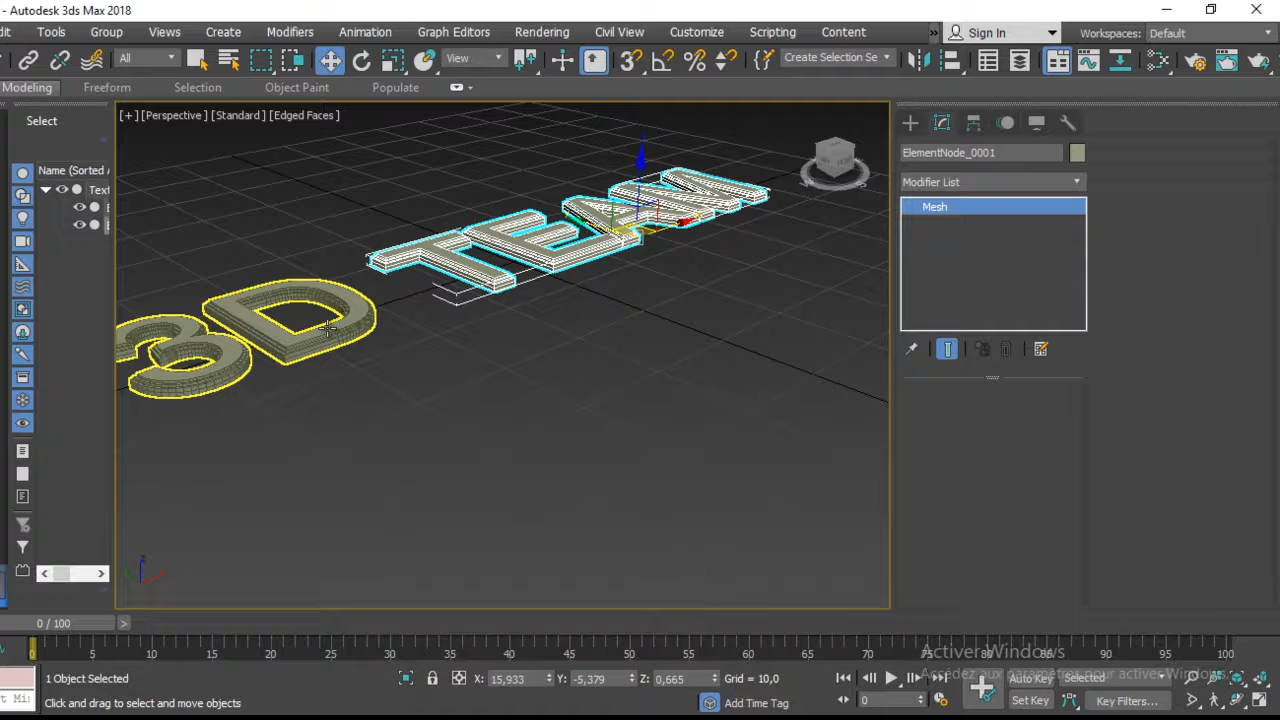 - Autodesk 3ds Max 2018
Tools Group Views Create Modifiers Animation Graph Editors Rendering Civil View Customize Scripting Content » Sign In Workspaces: Default
All View Create Selection Se
Modeling Freeform Selection Object Paint Populate
Select
[+] [Perspective ] [Standard ] [Edged Faces ]
ElementNode_0001
Name (Sorted
Modifier List
Text
Mesh
3D TEAM
0 / 100 >
0 5 10 15 20 25 30 35 40 45 50 55 60 65 70 75 80 85 90 95 100
Activer Windows
Accédez aux paramètres pour activer Windows.
1 Object Selected X: 15,933 Y: -5,379 Z: 0,665 Grid = 10,0 Auto Key Selected
Click and drag to select and move objects Add Time Tag 0 Set Key Key Filters...